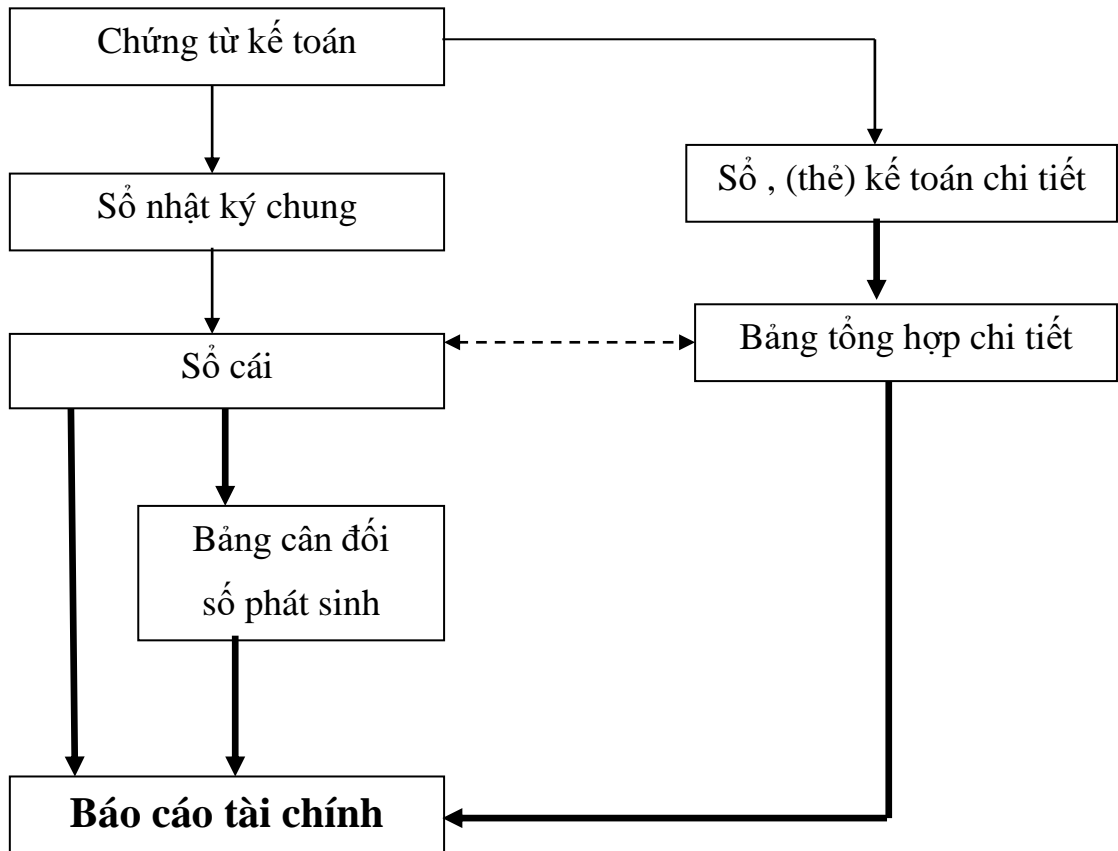 Chứng từ kế toán
Sổ , (thẻ) kế toán chi tiết
Sổ nhật ký chung
Bảng tổng hợp chi tiết
Sổ cái
Bảng cân đối
số phát sinh
Báo cáo tài chính